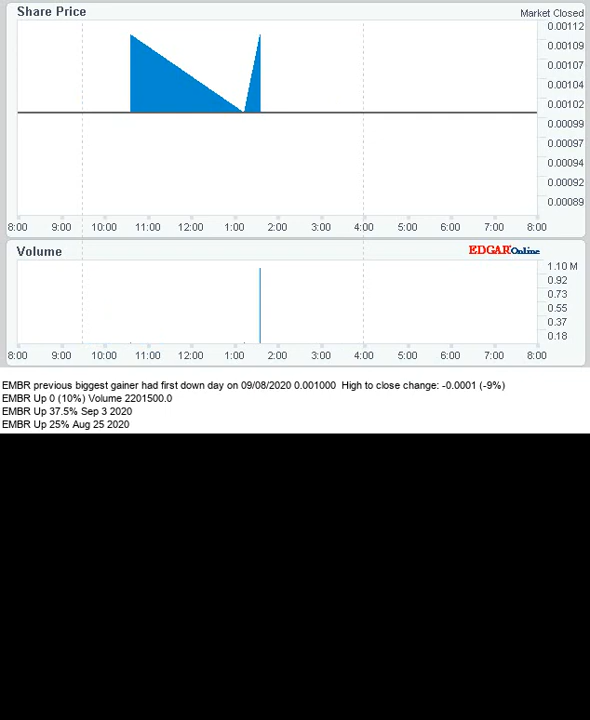 Share Price
Market Closed
0.00112
0.00109
0.00107
0.00104
0.00102
0.00099
0.00097
0.00094
0.00092
0.00089
8:00 9:00 10:00 11:00 12:00 1:00 2:00 3:00 4:00 5:00 6:00 7:00 8:00
Volume
EDGAR Online
1.10 M
0.92
0.73
0.55
0.37
0.18
8:00 9:00 10:00 11:00 12:00 1:00 2:00 3:00 4:00 5:00 6:00 7:00 8:00
EMBR previous biggest gainer had first down day on 09/08/2020 0.001000 High to close change: -0.0001 (-9%)
EMBR Up 0 (10%) Volume 2201500.0
EMBR Up 37.5% Sep 3 2020
EMBR Up 25% Aug 25 2020